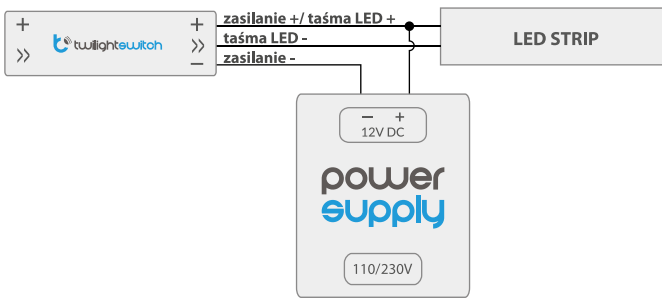 + + zasilanie +/ taśma LED +
>> twilightswitch >> taśma LED - LED STRIP
− zasilanie -
− +
12V DC
power
supply
110/230V